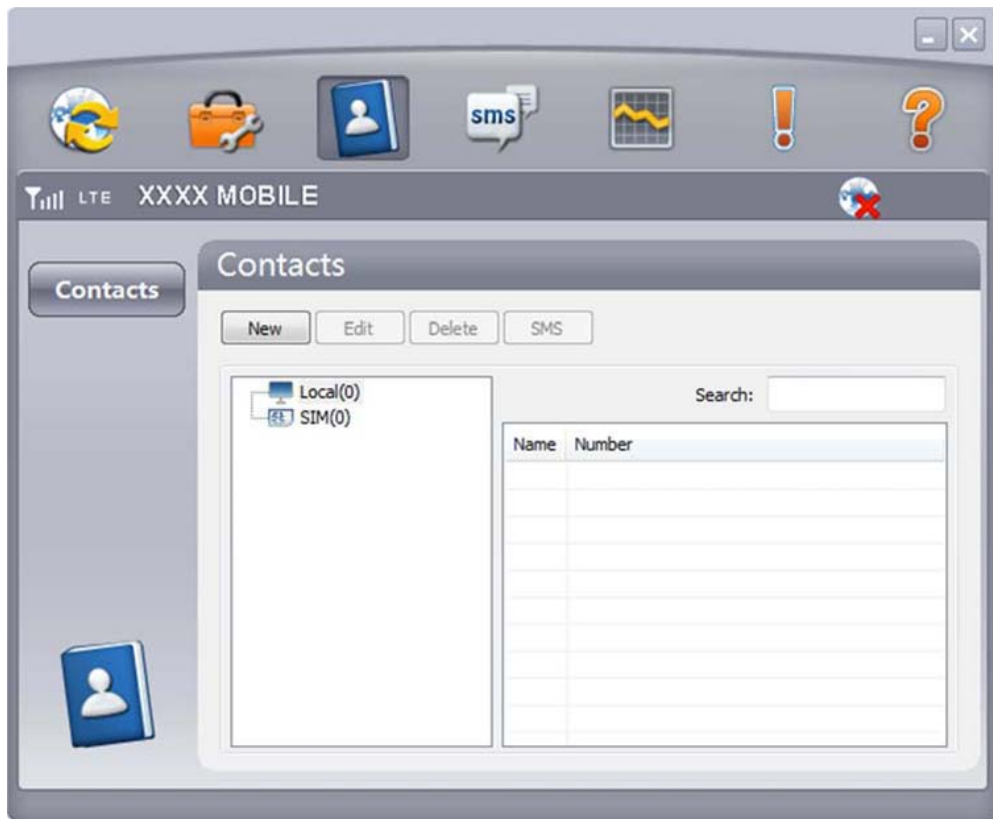 sms
LTE XXXX MOBILE
Contacts
Contacts
New Edit Delete SMS
Local(0)
SIM(0)
Search:
Name Number